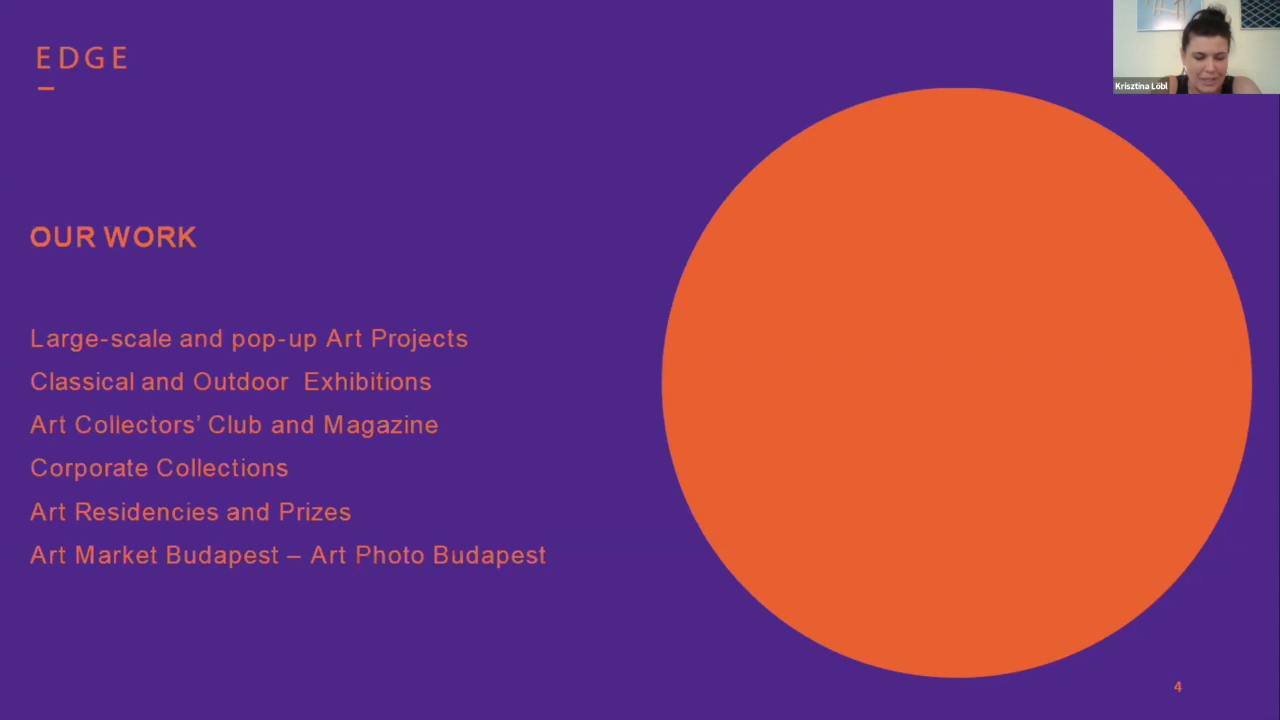 EDGE
Krisztina Löbl
OUR WORK
Large-scale and pop-up Art Projects
Classical and Outdoor  Exhibitions
Art Collectors’ Club and Magazine
Corporate Collections
Art Residencies and Prizes
Art Market Budapest – Art Photo Budapest
4